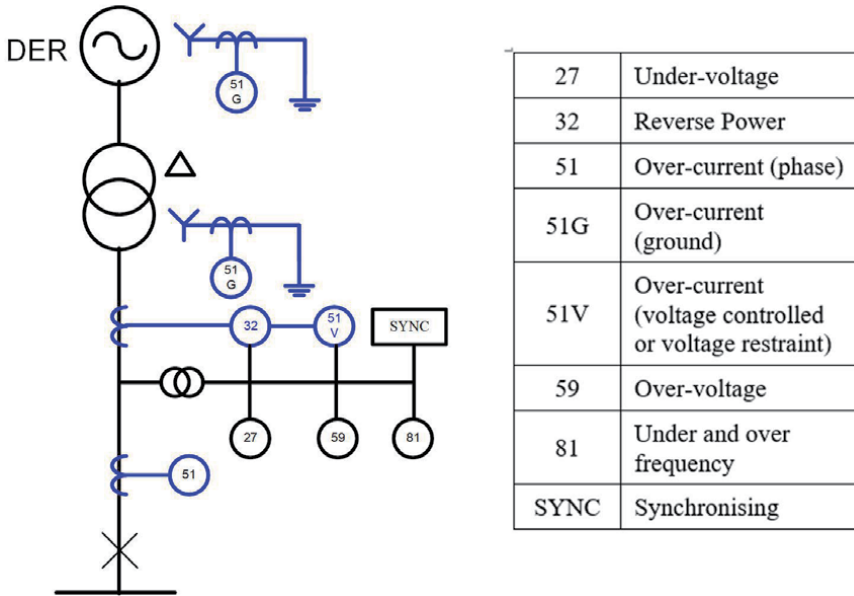 DER
51
G
51
G
32
51
V
SYNC
27
59
81
51
27 Under-voltage
32 Reverse Power
51 Over-current (phase)
51G Over-current
(ground)
51V Over-current
(voltage controlled
or voltage restraint)
59 Over-voltage
81 Under and over
frequency
SYNC Synchronising